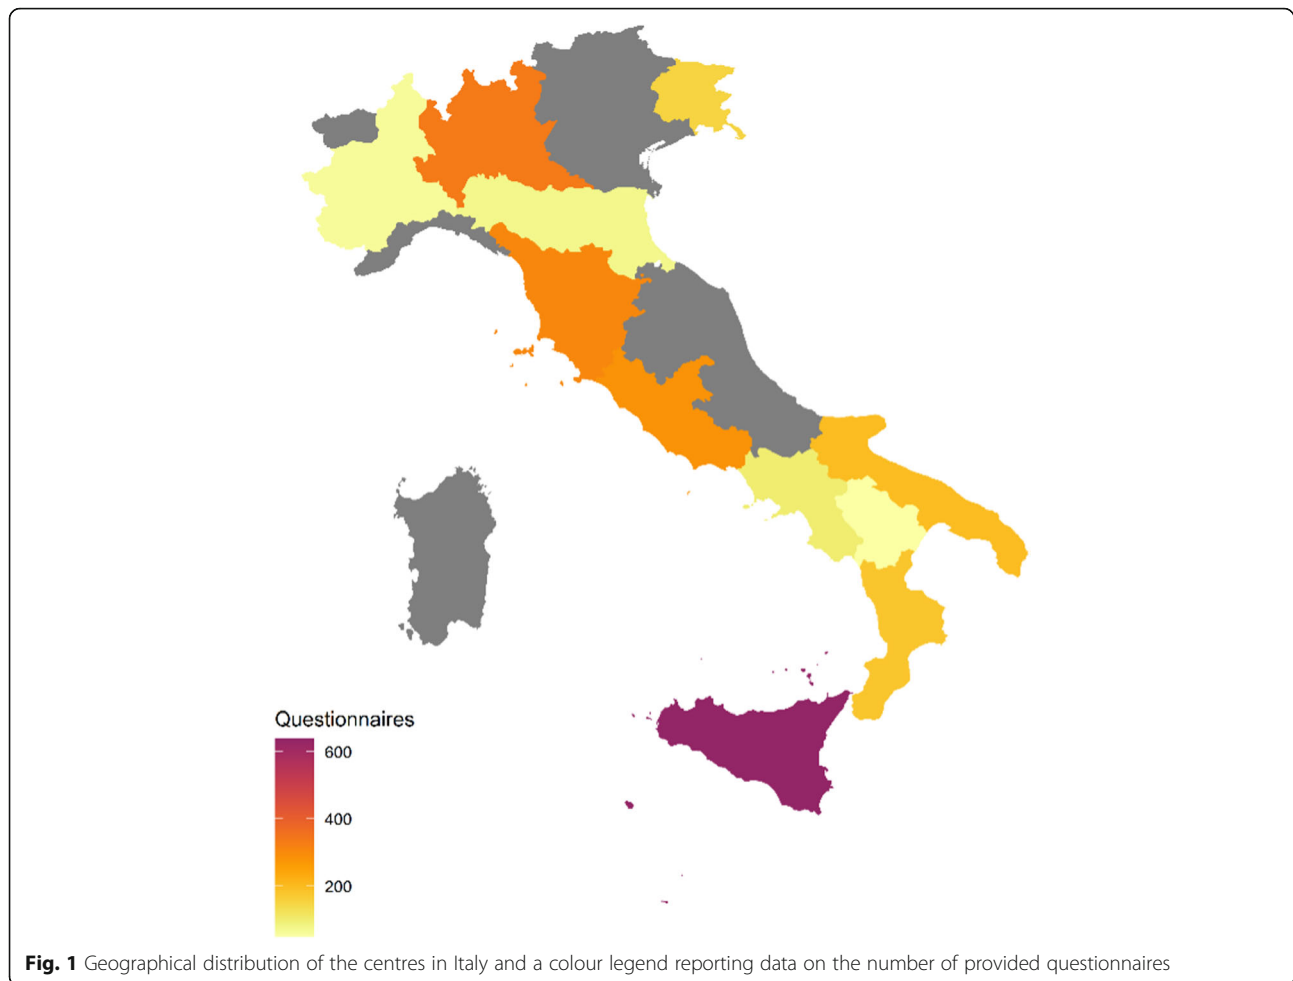 Questionnaires
600
400
200
Fig. 1 Geographical distribution of the centres in Italy and a colour legend reporting data on the number of provided questionnaires